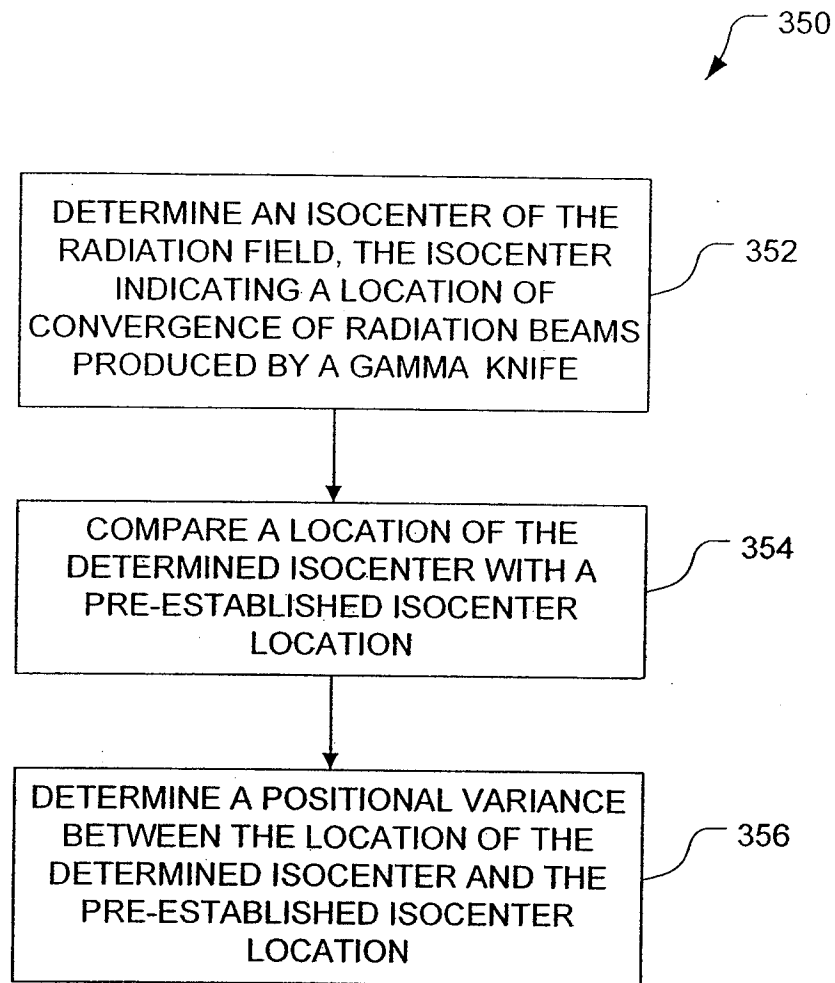 350
DETERMINE AN ISOCENTER OF THE
RADIATION FIELD, THE ISOCENTER
INDICATING A LOCATION OF
CONVERGENCE OF RADIATION BEAMS
PRODUCED BY A GAMMA KNIFE
352
COMPARE A LOCATION OF THE
DETERMINED ISOCENTER WITH A
PRE-ESTABLISHED ISOCENTER
LOCATION
354
DETERMINE A POSITIONAL VARIANCE
BETWEEN THE LOCATION OF THE
DETERMINED ISOCENTER AND THE
PRE-ESTABLISHED ISOCENTER
LOCATION
356